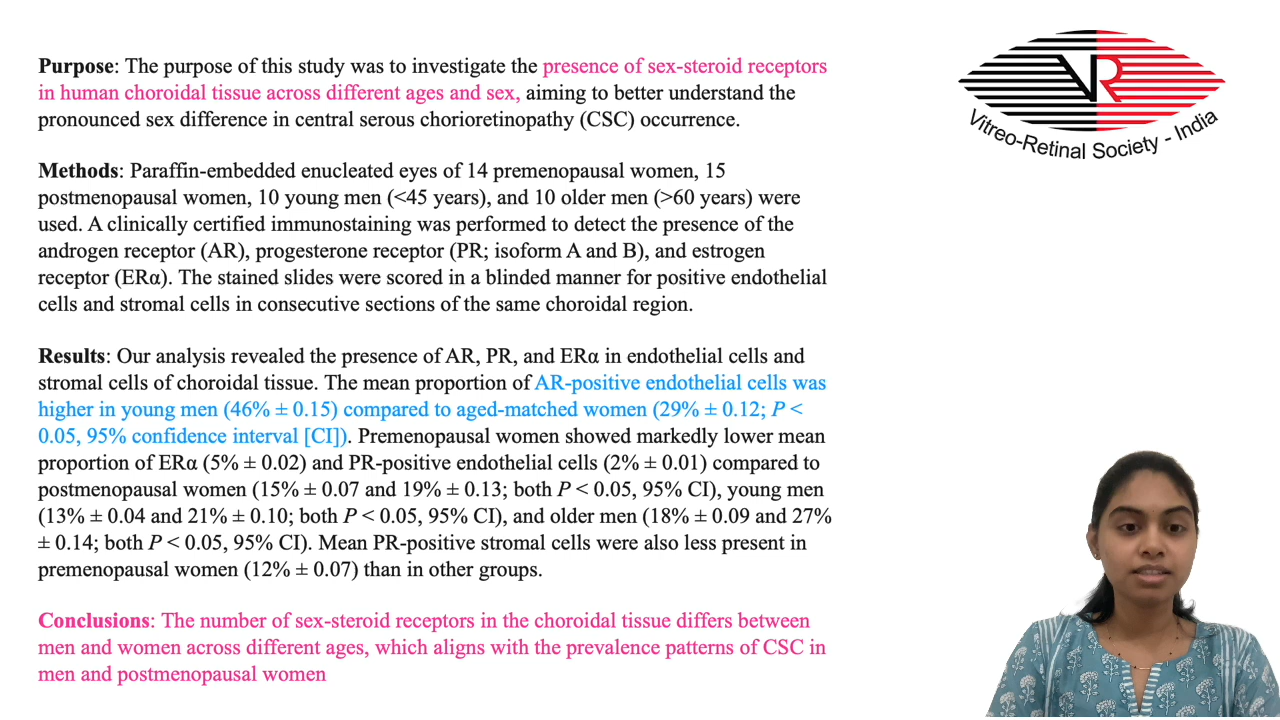 Purpose: The purpose of this study was to investigate the presence of sex-steroid receptors
in human choroidal tissue across different ages and sex, aiming to better understand the
pronounced sex difference in central serous chorioretinopathy (CSC) occurrence.
Methods: Paraffin-embedded enucleated eyes of 14 premenopausal women, 15
postmenopausal women, 10 young men (<45 years), and 10 older men (>60 years) were
used. A clinically certified immunostaining was performed to detect the presence of the
androgen receptor (AR), progesterone receptor (PR; isoform A and B), and estrogen
receptor (ERα). The stained slides were scored in a blinded manner for positive endothelial
cells and stromal cells in consecutive sections of the same choroidal region.
Results: Our analysis revealed the presence of AR, PR, and ERα in endothelial cells and
stromal cells of choroidal tissue. The mean proportion of AR-positive endothelial cells was
higher in young men (46% ± 0.15) compared to aged-matched women (29% ± 0.12; P <
0.05, 95% confidence interval [CI]). Premenopausal women showed markedly lower mean
proportion of ERα (5% ± 0.02) and PR-positive endothelial cells (2% ± 0.01) compared to
postmenopausal women (15% ± 0.07 and 19% ± 0.13; both P < 0.05, 95% CI), young men
(13% ± 0.04 and 21% ± 0.10; both P < 0.05, 95% CI), and older men (18% ± 0.09 and 27%
± 0.14; both P < 0.05, 95% CI). Mean PR-positive stromal cells were also less present in
premenopausal women (12% ± 0.07) than in other groups.
Conclusions: The number of sex-steroid receptors in the choroidal tissue differs between
men and women across different ages, which aligns with the prevalence patterns of CSC in
men and postmenopausal women
VR
Vitreo-Retinal Society - India